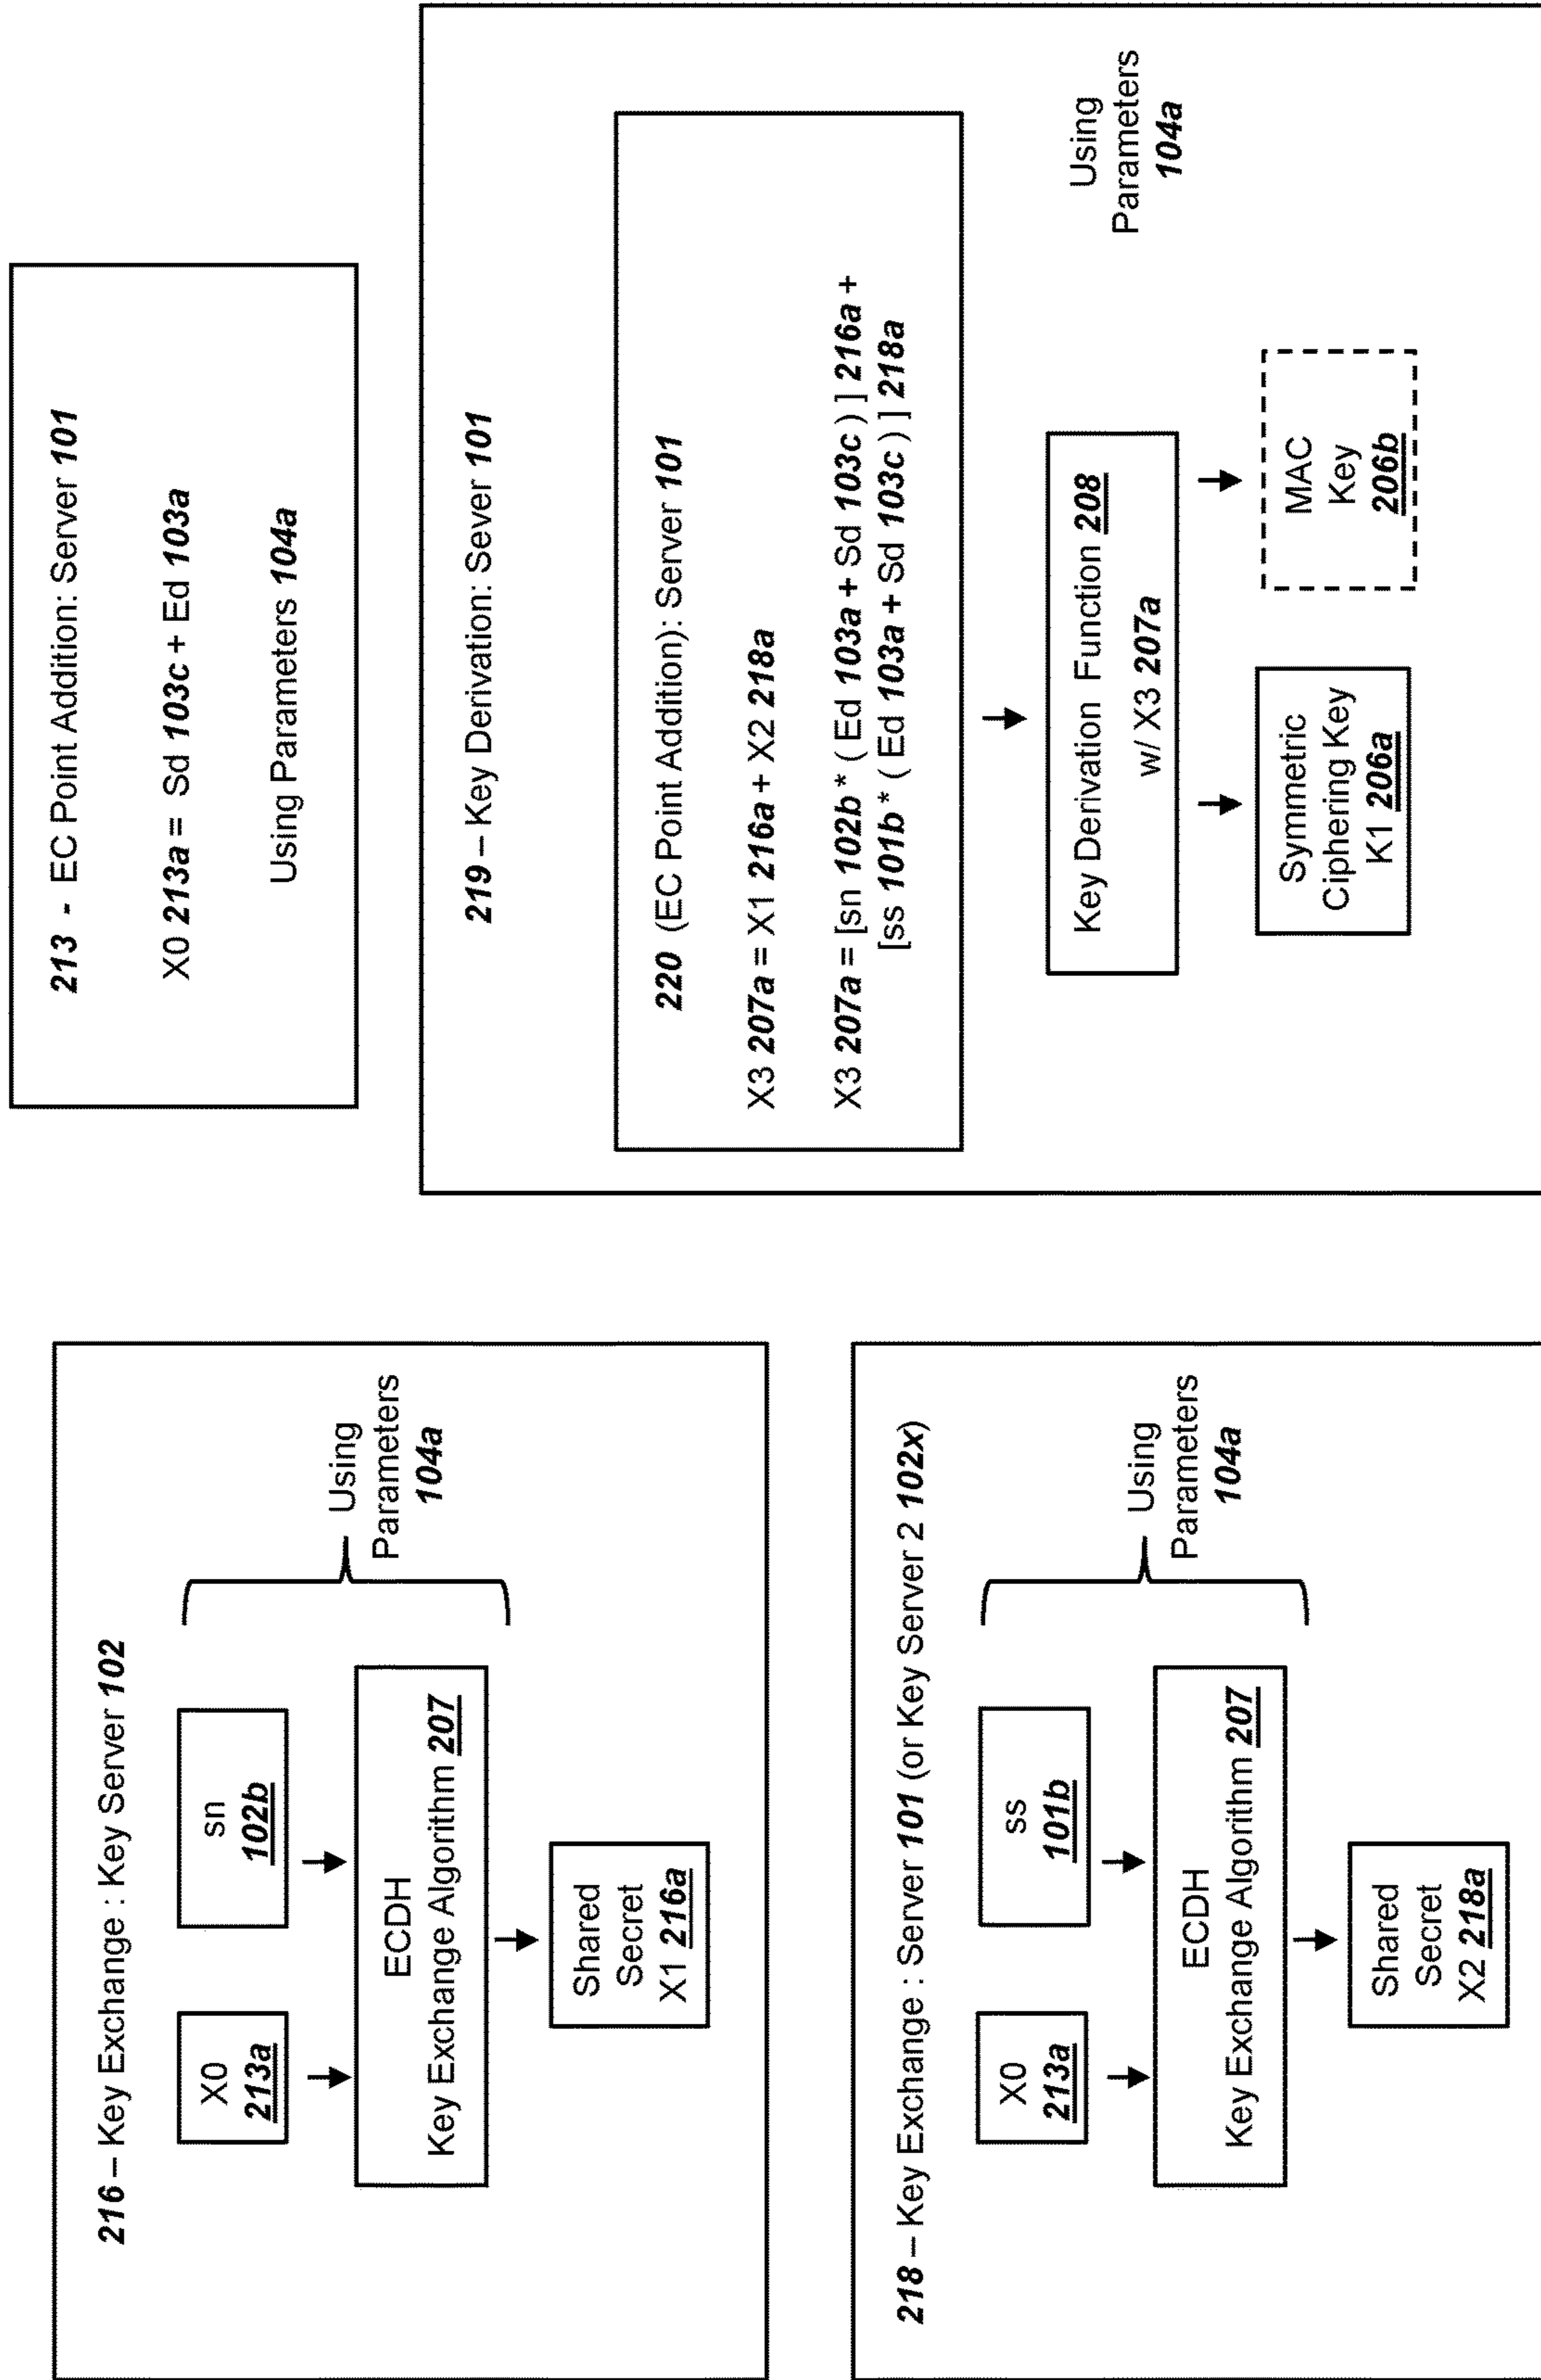 216 – Key Exchange : Key Server 102
X0
213a
sn
102b
ECDH
Key Exchange Algorithm 207
Shared
Secret
X1 216a
Using
Parameters
104a
218 – Key Exchange : Server 101 (or Key Server 2 102x)
X0
213a
ss
101b
ECDH
Key Exchange Algorithm 207
Shared
Secret
X2 218a
Using
Parameters
104a
213 - EC Point Addition: Server 101
X0 213a = Sd 103c + Ed 103a
Using Parameters 104a
219 – Key Derivation: Sever 101
220 (EC Point Addition): Server 101
X3 207a = X1 216a + X2 218a
X3 207a = [sn 102b * ( Ed 103a + Sd 103c ) ] 216a +
[ss 101b * ( Ed 103a + Sd 103c ) ] 218a
Key Derivation Function 208
w/ X3 207a
Symmetric
Ciphering Key
K1 206a
MAC
Key
206b
Using
Parameters
104a